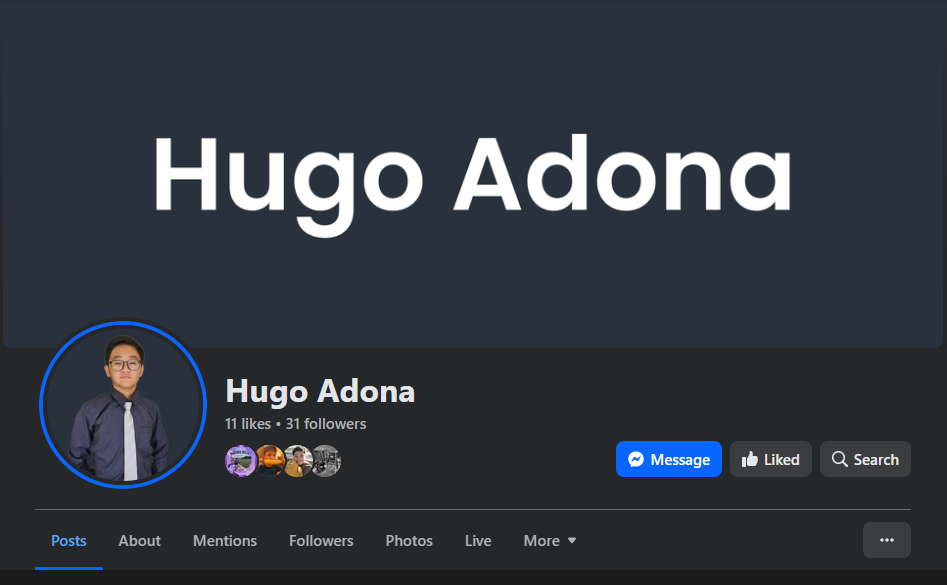 Hugo Adona
Hugo Adona
11 likes • 31 followers
Message
Liked
Search
Posts
About
Mentions
Followers
Photos
Live
More